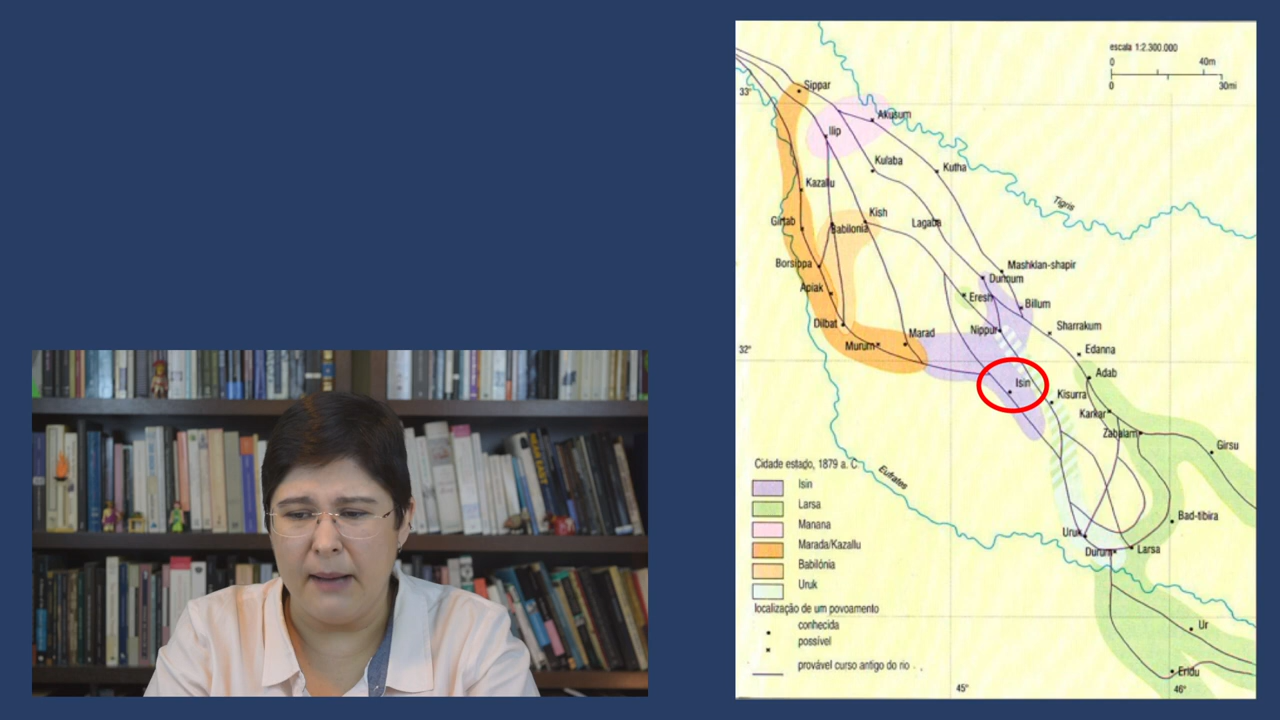 escala 1:2.300.000
0 40m
0 30mi
33°
Sippar
Akusum
Ilip
Kulaba
Kutha
Kazallu
Tigris
Kish
Girtab
Babilonia
Lagaba
Borsippa
Mashklan-shapir
Dunnum
Apiak
Eresh
Billum
Dilbat
Nippur
Sharrakum
Marad
Murum
32°
Edanna
Adab
Isin
Kisurra
Karkar
Zabalam
Girsu
Cidade estado, 1879 a. C
Eufrates
Isin
Larsa
Manana
Bad-tibira
Uruk
Marada/Kazallu
Durum
Larsa
Babilónia
Uruk
localização de um povoamento
conhecida
Ur
possível
provável curso antigo do rio
Eridu
45°
46°